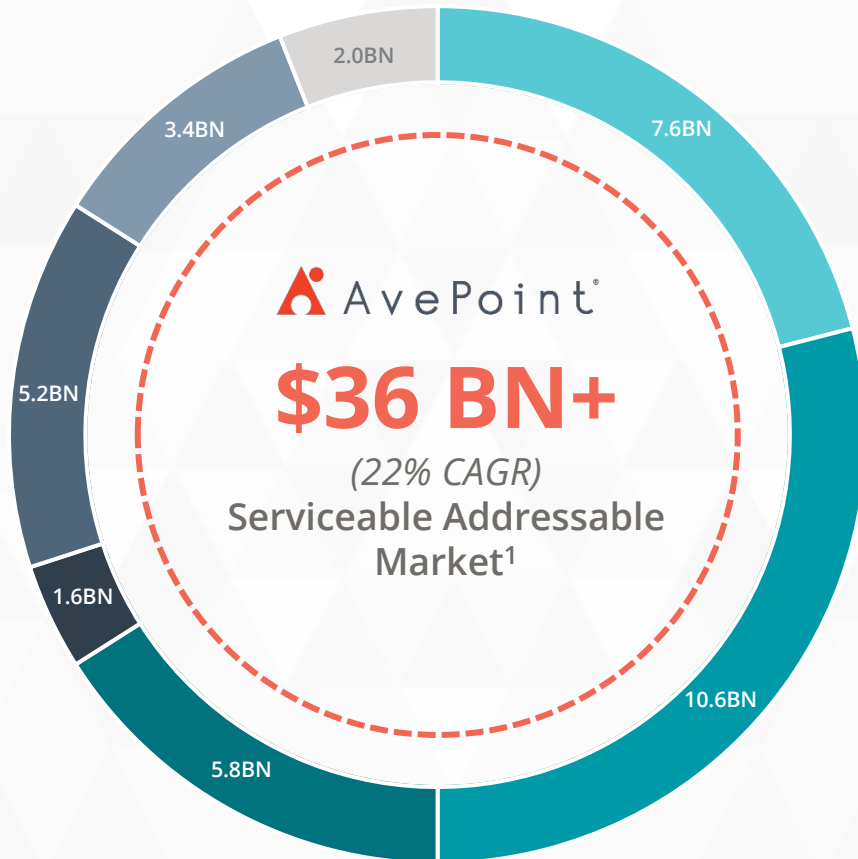 2.0BN
7.6BN
3.4BN
AvePoint®
$36 BN+
5.2BN
(22% CAGR)
Serviceable Addressable
Market¹
1.6BN
10.6BN
5.8BN